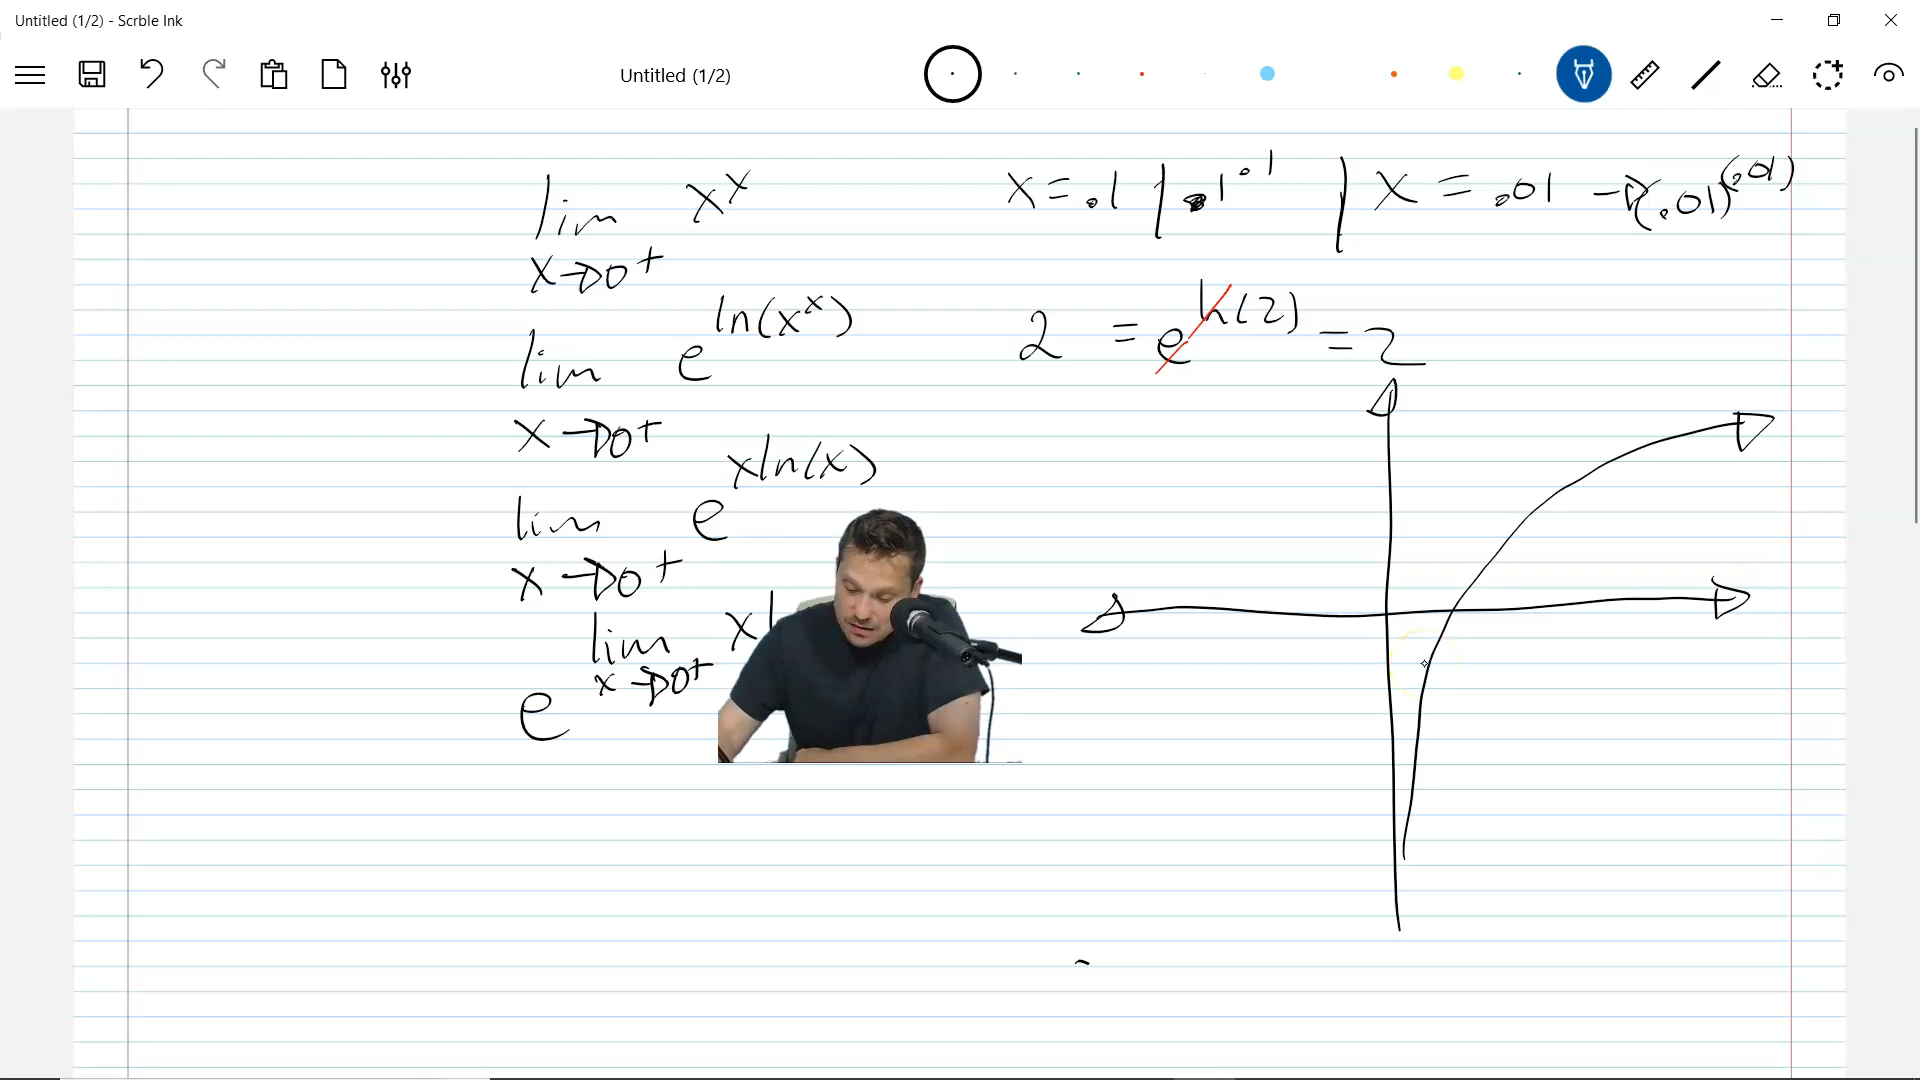 Untitled (1/2) - Scrble Ink
Untitled (1/2)
lim x^x
x→0+
lim e^ln(x^x)
x→0+
lim e^xln(x)
x→0+
lim xl
x→0+
e
x = .1 | .1^.1 | x = .01 → (.01)^(.01)
2 = e^ln(2) = 2